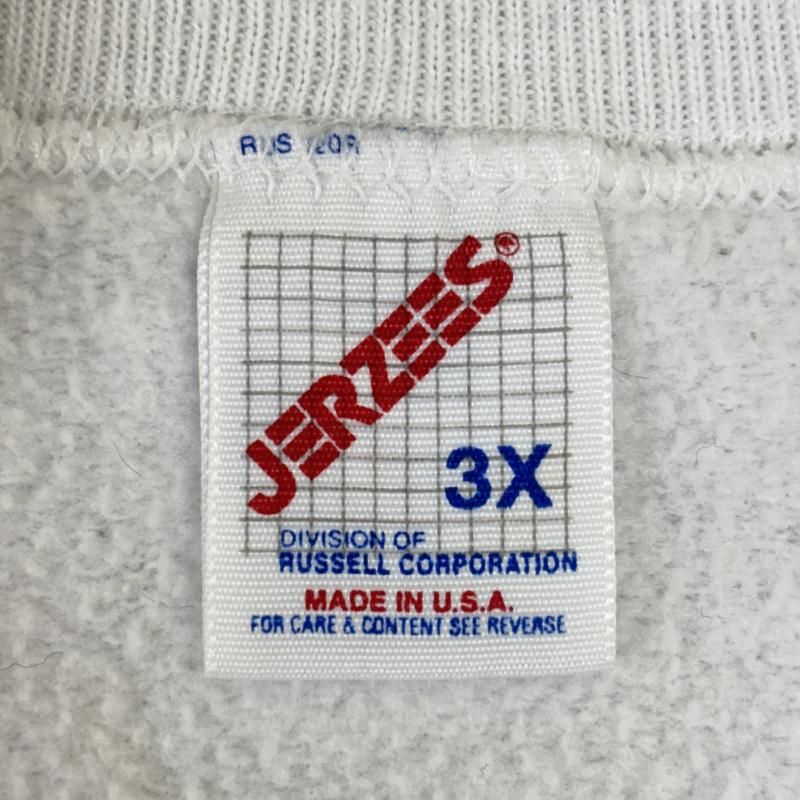 JERZEES®
3X
DIVISION OF
RUSSELL CORPORATION
MADE IN U.S.A.
FOR CARE & CONTENT SEE REVERSE